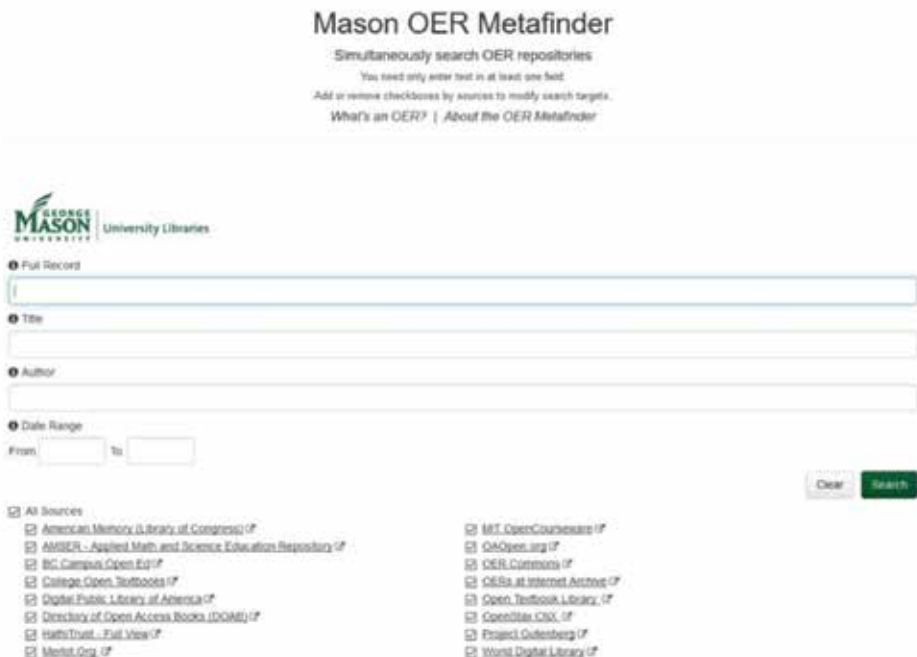 Mason OER Metafinder
Simultaneously search OER repositories
You need only enter text in at least one field.
Add or remove checkboxes by sources to modify search targets.
What's an OER? | About the OER Metafinder
GEORGE
MASON
UNIVERSITY
University Libraries
Full Record
Title
Author
Date Range
From
To
Clear
Search
All Sources
American Memory (Library of Congress)
AMSER - Applied Math and Science Education Repository
BC Campus Open Ed
College Open Textbooks
Digital Public Library of America
Directory of Open Access Books (DOAB)
HathiTrust - Full View
Merlot.Org
MIT OpenCourseware
OAOpen.org
OER Commons
OERs at Internet Archive
Open Textbook Library
OpenStax CNX
Project Gutenberg
World Digital Library